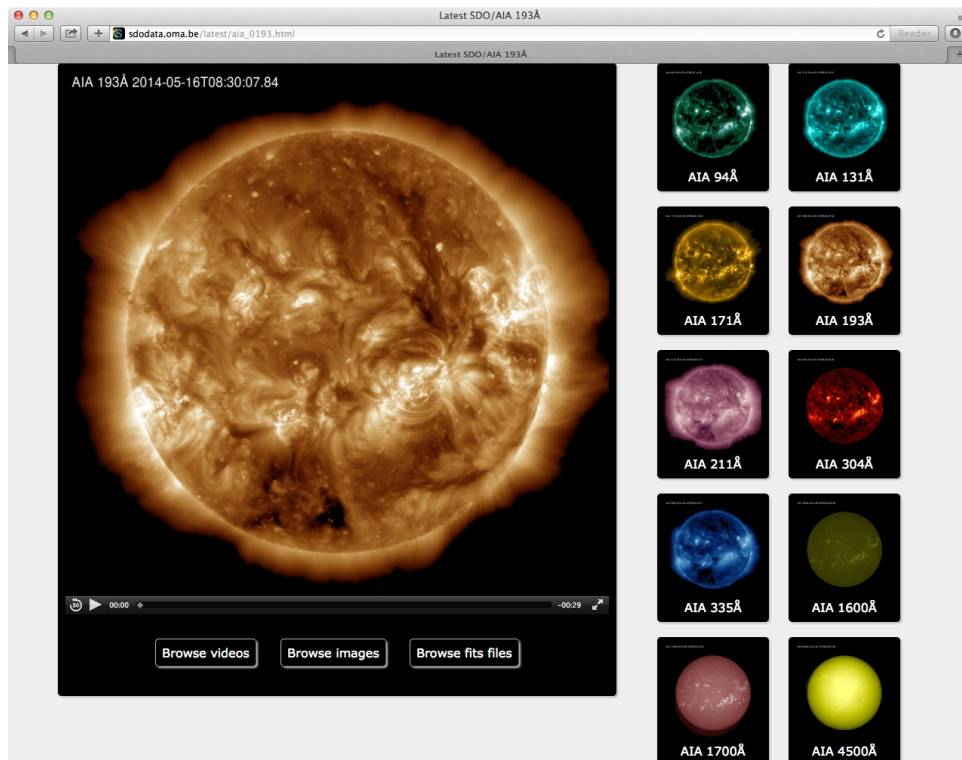 Latest SDO/AIA 193Å
sdodata.oma.be/latest/aia_0193.html
Reader
Latest SDO/AIA 193Å
AIA 193Å 2014-05-16T08:30:07.84
AIA 94Å
AIA 131Å
AIA 171Å
AIA 193Å
AIA 211Å
AIA 304Å
AIA 335Å
AIA 1600Å
AIA 1700Å
AIA 4500Å
30
00:00
-00:29
Browse videos
Browse images
Browse fits files